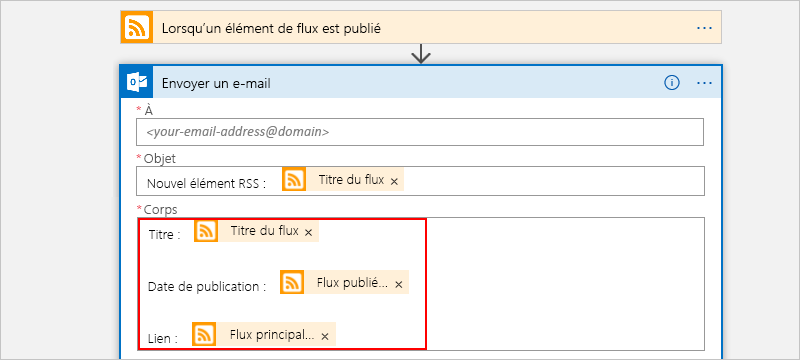 Lorsqu'un élément de flux est publié ...
Envoyer un e-mail ...
* À
<your-email-address@domain>
* Objet
Nouvel élément RSS : Titre du flux ×
* Corps
Titre : Titre du flux ×
Date de publication : Flux publié... ×
Lien : Flux principal... ×